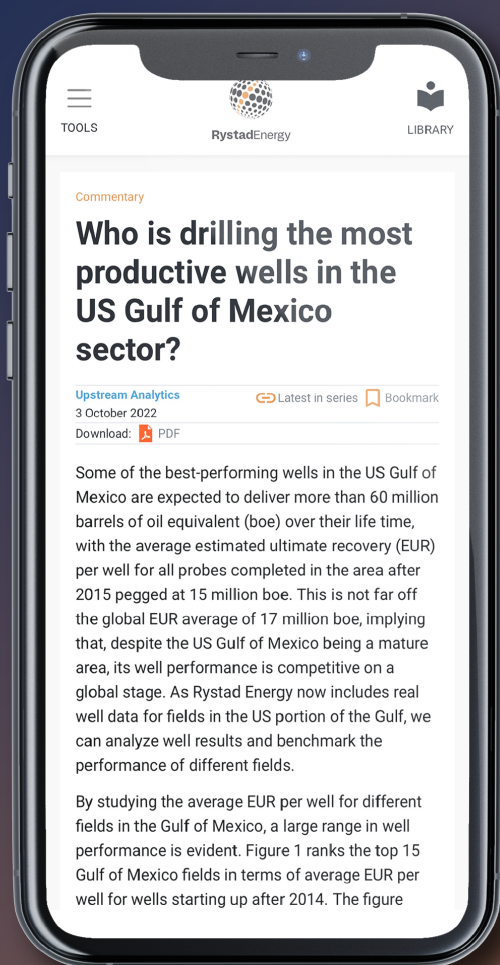 TOOLS
RystadEnergy
LIBRARY
Commentary
Who is drilling the most
productive wells in the
US Gulf of Mexico
sector?
Upstream Analytics
Latest in series
Bookmark
3 October 2022
Download: PDF
Some of the best-performing wells in the US Gulf of
Mexico are expected to deliver more than 60 million
barrels of oil equivalent (boe) over their life time,
with the average estimated ultimate recovery (EUR)
per well for all probes completed in the area after
2015 pegged at 15 million boe. This is not far off
the global EUR average of 17 million boe, implying
that, despite the US Gulf of Mexico being a mature
area, its well performance is competitive on a
global stage. As Rystad Energy now includes real
well data for fields in the US portion of the Gulf, we
can analyze well results and benchmark the
performance of different fields.
By studying the average EUR per well for different
fields in the Gulf of Mexico, a large range in well
performance is evident. Figure 1 ranks the top 15
Gulf of Mexico fields in terms of average EUR per
well for wells starting up after 2014. The figure